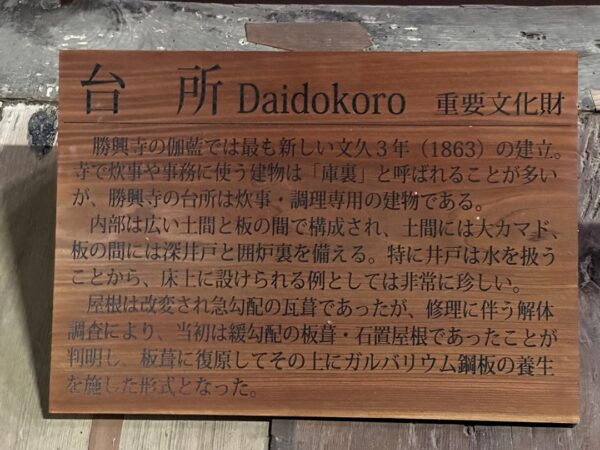 台所 Daidokoro 重要文化財
勝興寺の伽藍では最も新しい文久3年（1863）の建立。
寺で炊事や事務に使う建物は「庫裏」と呼ばれることが多い
が、勝興寺の台所は炊事・調理専用の建物である。
内部は広い土間と板の間で構成され、土間には大カマド、
板の間には深井戸と囲炉裏を備える。特に井戸は水を扱う
ことから、床上に設けられる例としては非常に珍しい。
屋根は改変され急勾配の瓦葺であったが、修理に伴う解体
調査により、当初は緩勾配の板葺・石置屋根であったことが
判明し、板葺に復原してその上にガルバリウム鋼板の養生
を施した形式となった。